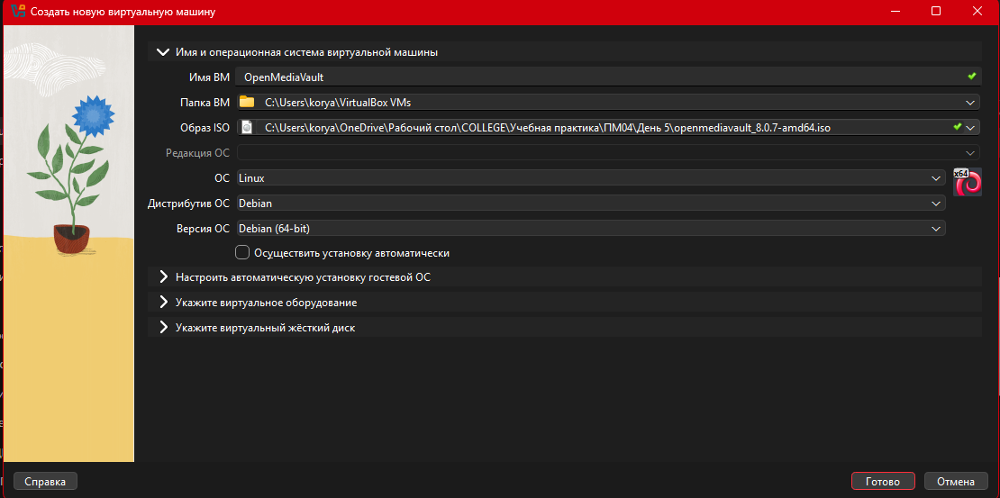 Создать новую виртуальную машину
Имя и операционная система виртуальной машины
Имя ВМ OpenMediaVault
Папка ВМ C:\Users\korya\VirtualBox VMs
Образ ISO C:\Users\korya\OneDrive\Рабочий стол\COLLEGE\Учебная практика\ПМ04\День 5\openmediavault_8.0.7-amd64.iso
Редакция ОС
ОС Linux x64
Дистрибутив ОС Debian
Версия ОС Debian (64-bit)
Осуществить установку автоматически
Настроить автоматическую установку гостевой ОС
Укажите виртуальное оборудование
Укажите виртуальный жёсткий диск
Справка Готово Отмена